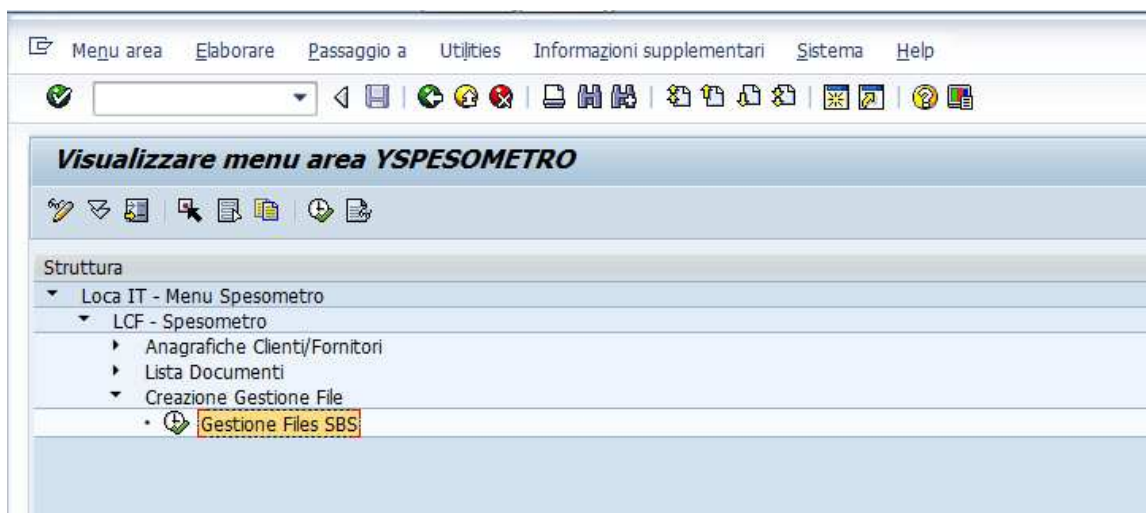 Menu area Elaborare Passaggio a Utilities Informazioni supplementari Sistema Help
Visualizzare menu area YSPESOMETRO
Struttura
Loca IT - Menu Spesometro
LCF - Spesometro
Anagrafiche Clienti/Fornitori
Lista Documenti
Creazione Gestione File
Gestione Files SBS